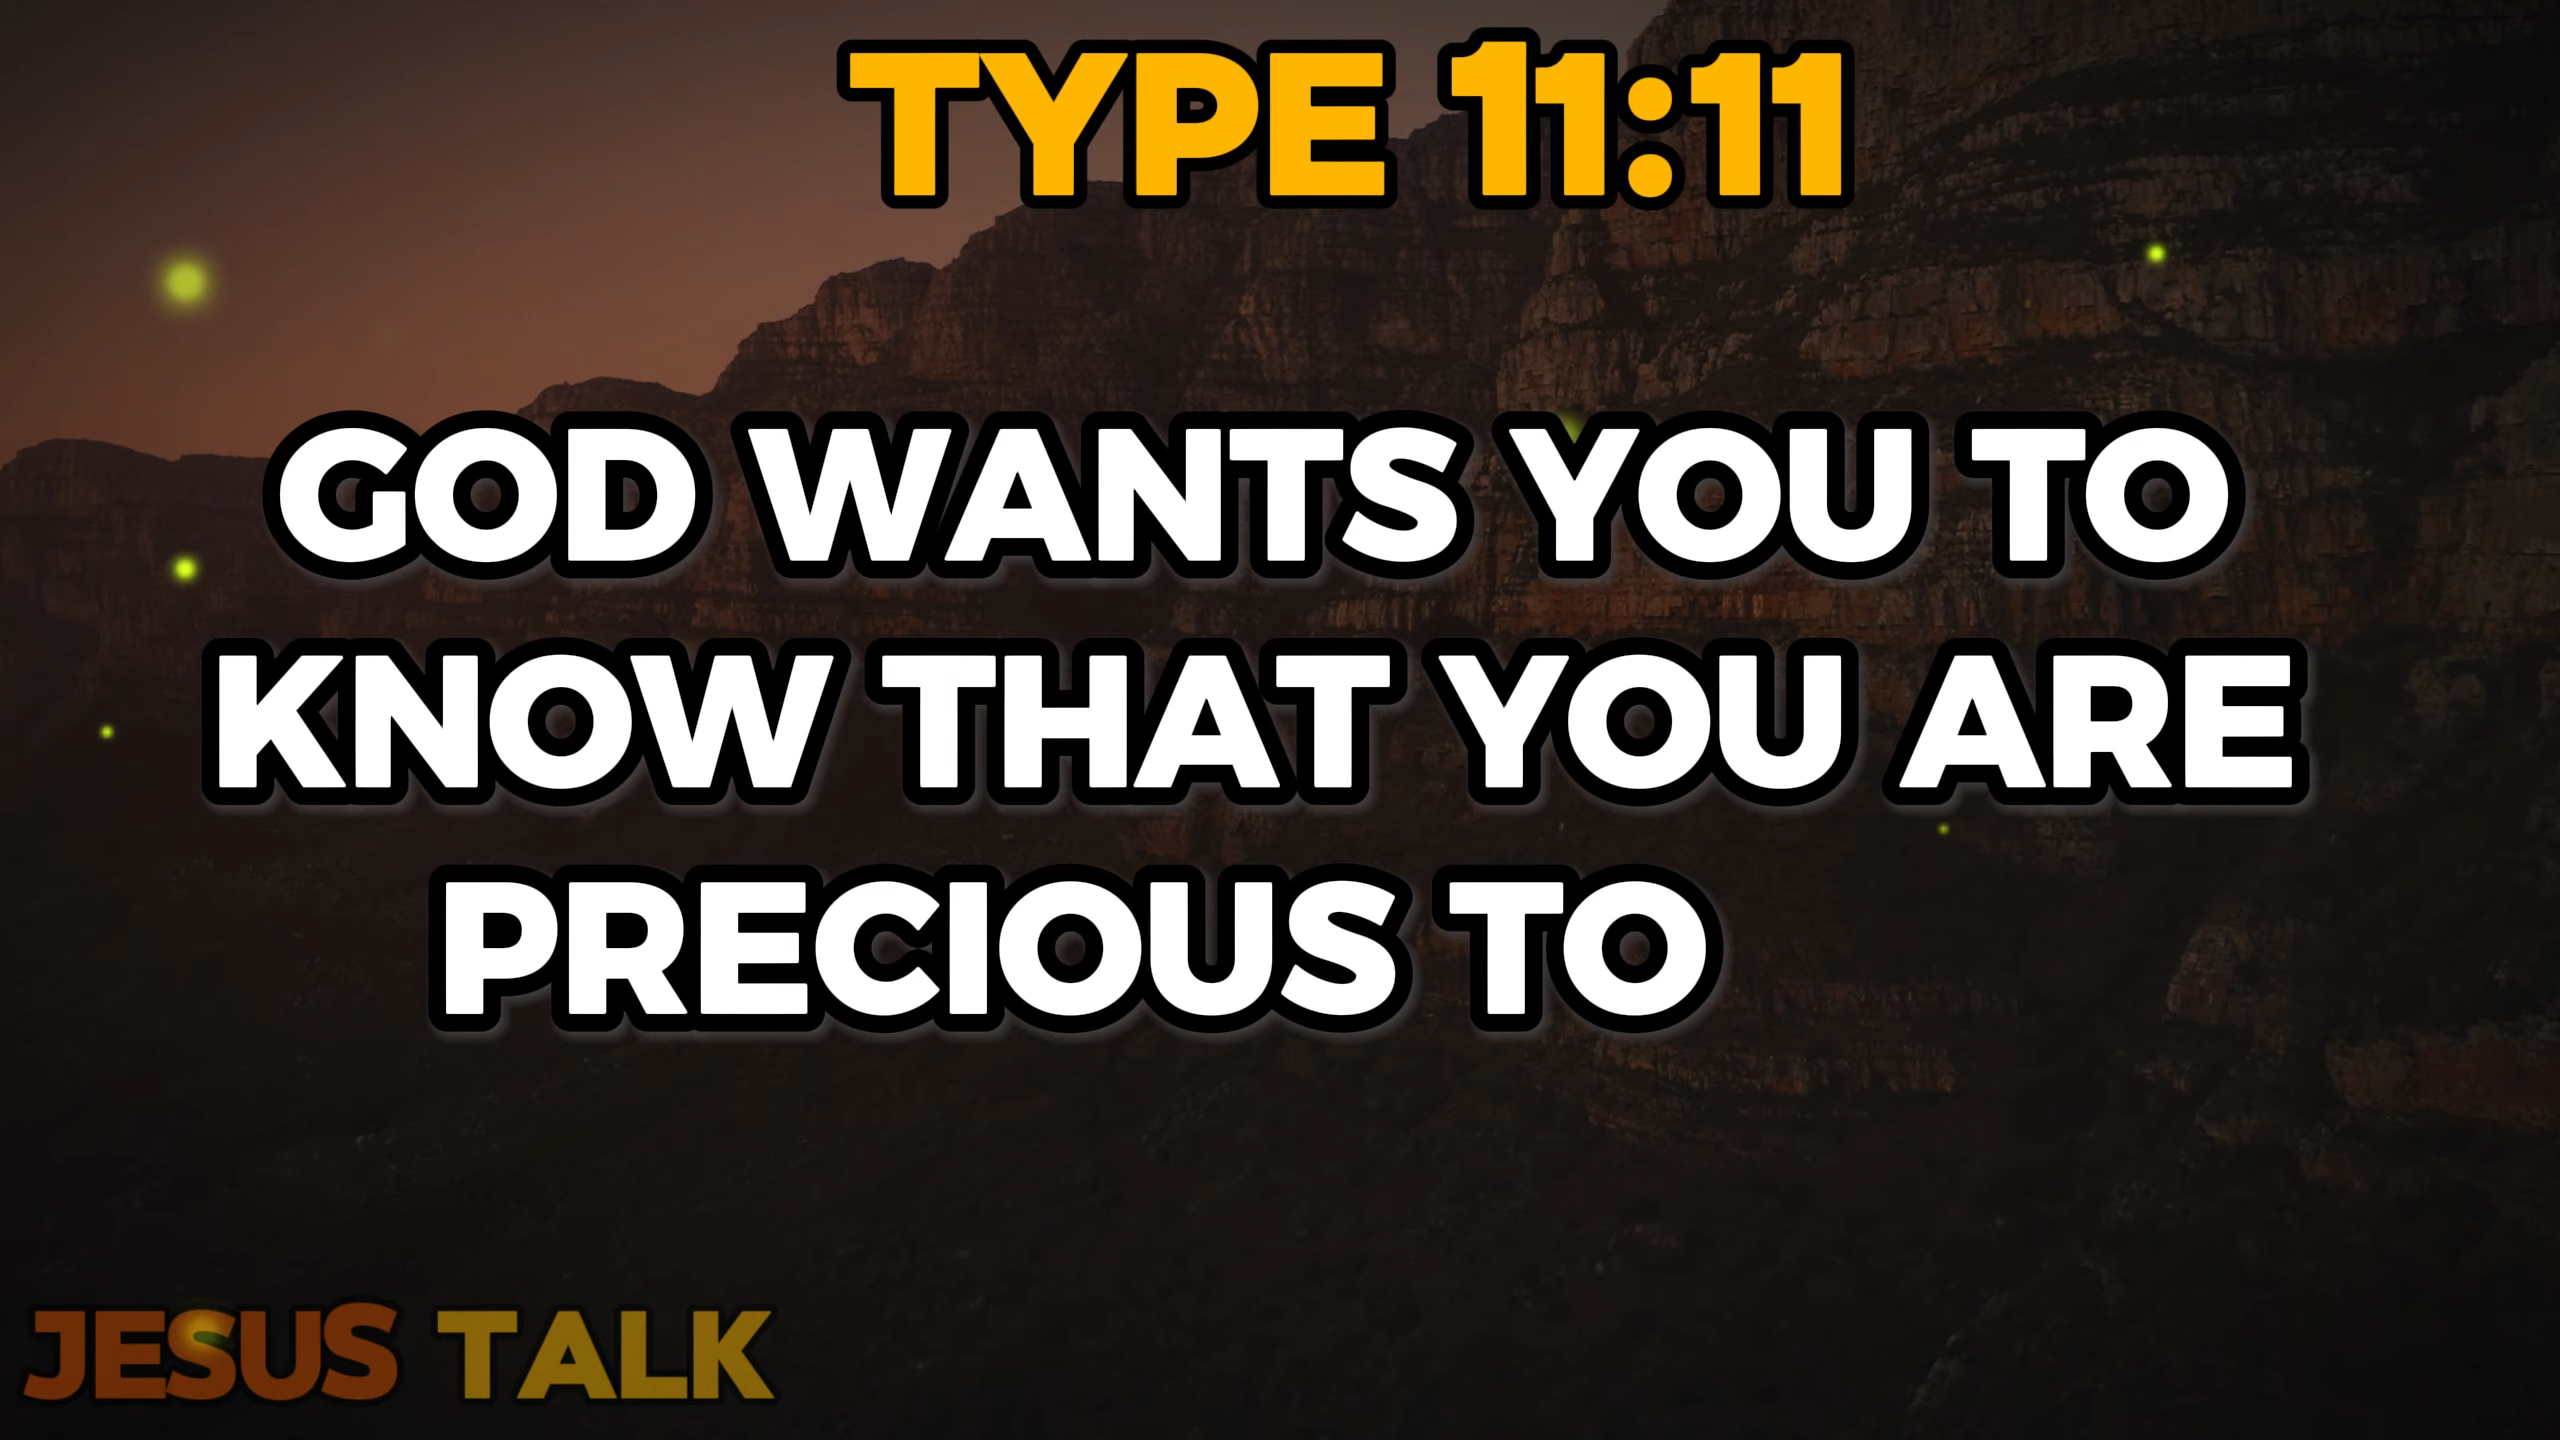 TYPE 11:11
GOD WANTS YOU TO
KNOW THAT YOU ARE
PRECIOUS TO
JESUS TALK